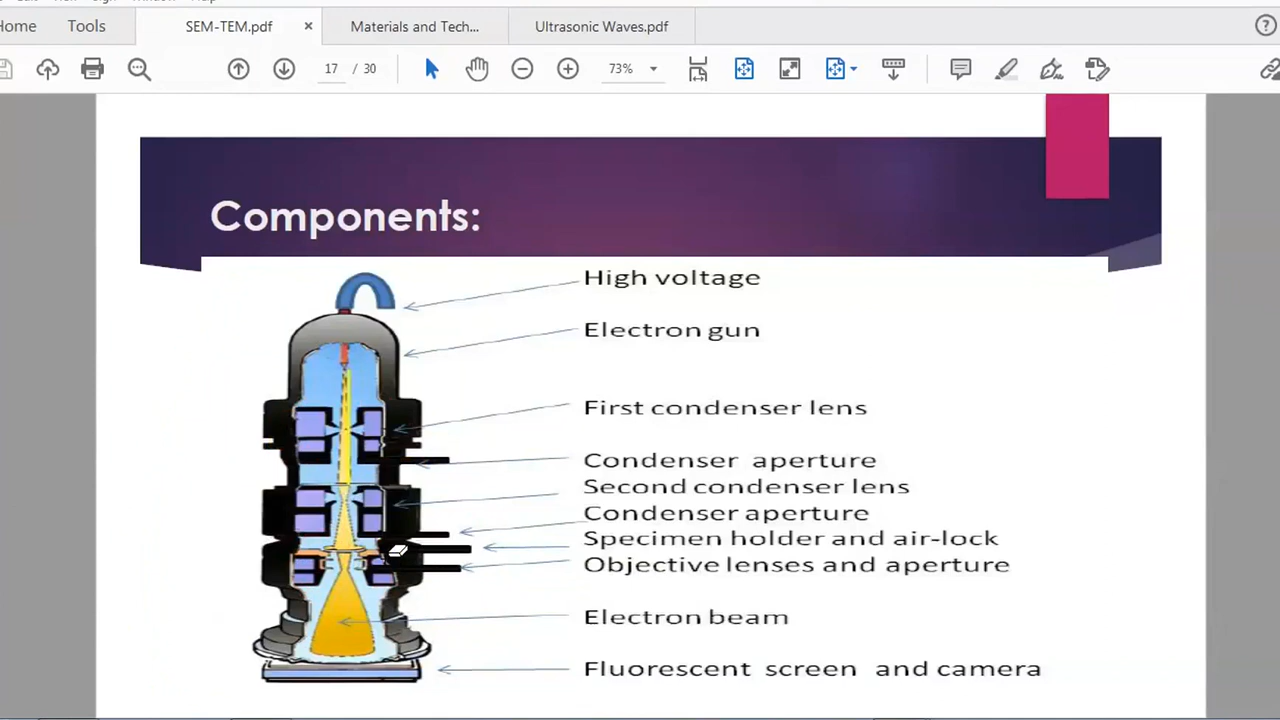 Home Tools SEM-TEM.pdf × Materials and Tech... Ultrasonic Waves.pdf
17 / 30 73%
Components:
High voltage
Electron gun
First condenser lens
Condenser aperture
Second condenser lens
Condenser aperture
Specimen holder and air-lock
Objective lenses and aperture
Electron beam
Fluorescent screen and camera